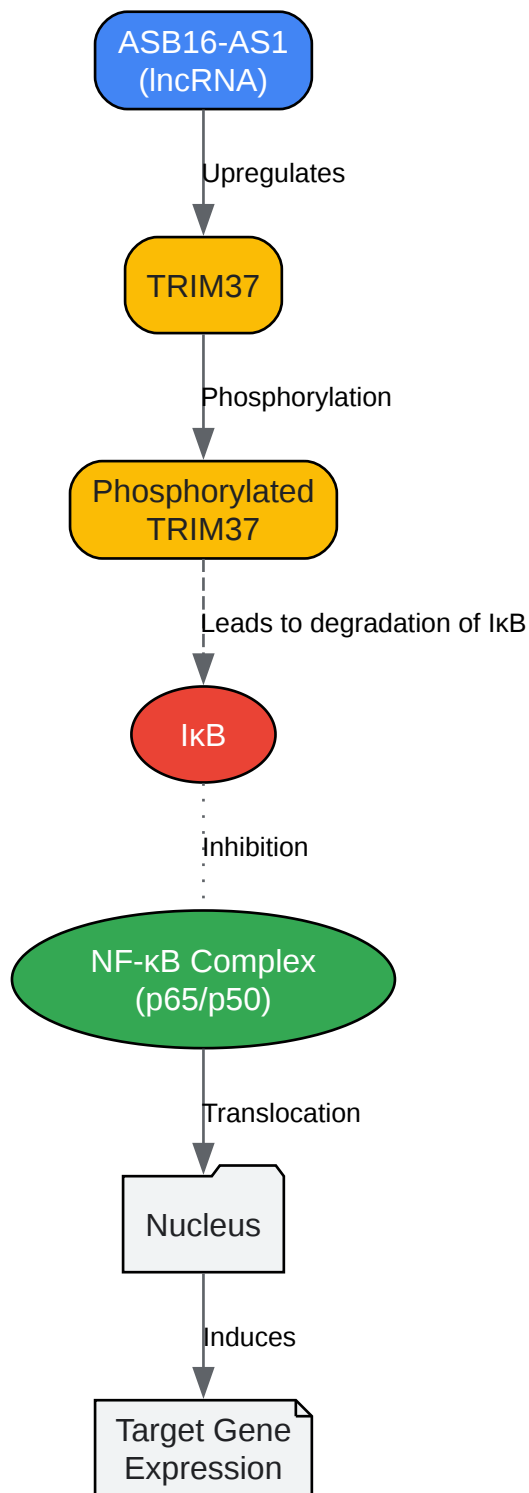 ASB16-AS1
(lncRNA)
Upregulates
TRIM37
Phosphorylation
Phosphorylated
TRIM37
Leads to degradation of IκB
IκB
Inhibition
NF-κB Complex
(p65/p50)
Translocation
Nucleus
Induces
Target Gene
Expression